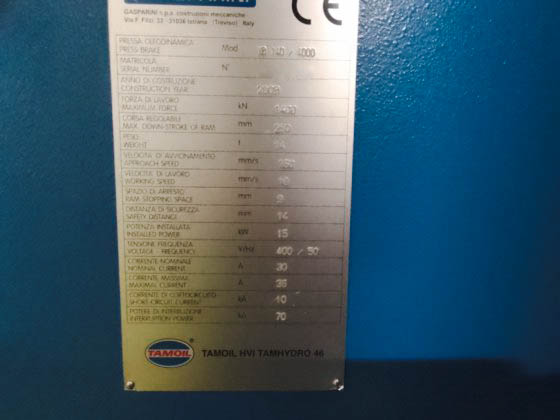 GASPARINI s.p.a. costruzioni meccaniche
Via F. Filzi, 33 - 31036 Istrana (Treviso) Italy
CE
PRESSA OLEODINAMICA
PRESS BRAKE Mod / 4000
MATRICOLA
SERIAL NUMBER N°
ANNO DI COSTRUZIONE
CONSTRUCTION YEAR
FORZA DI LAVORO
MAXIMUM FORCE kN
CORSA REGOLABILE
MAX. DOWN-STROKE OF RAM mm 250
PESO
WEIGHT t
VELOCITA' DI AVVICINAMENTO
APPROACH SPEED mm/s
VELOCITA' DI LAVORO
WORKING SPEED mm/s 10
SPAZIO DI ARRESTO
RAM STOPPING SPACE mm
DISTANZA DI SICUREZZA
SAFETY DISTANCE mm 14
POTENZA INSTALLATA
INSTALLED POWER kW 15
TENSIONE FREQUENZA
VOLTAGE - FREQUENCY V/Hz 400 / 50
CORRENTE NOMINALE
NOMINAL CURRENT A 30
CORRENTE MASSIMA
MAXIMAL CURRENT A 36
CORRENTE DI CORTOCIRCUITO
SHORT-CIRCUIT CURRENT kA 10
POTERE DI INTERRUZIONE
INTERRUPTION POWER kA 70
TAMOIL TAMOIL HVI TAMHYDRO 46